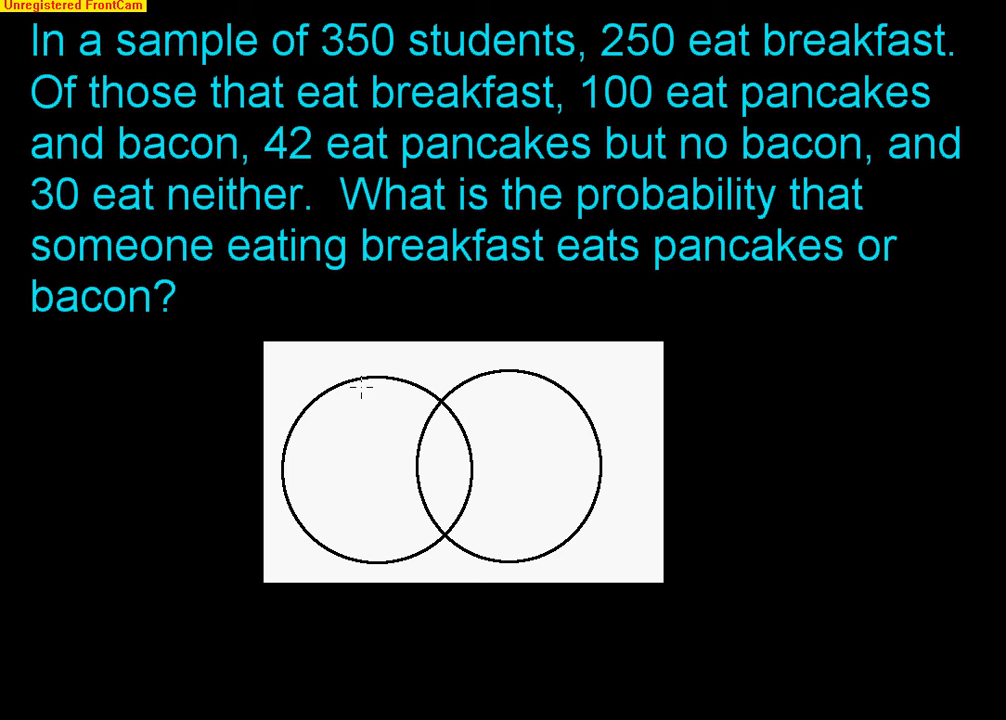 Unregistered FrontCam
In a sample of 350 students, 250 eat breakfast.
Of those that eat breakfast, 100 eat pancakes
and bacon, 42 eat pancakes but no bacon, and
30 eat neither.  What is the probability that
someone eating breakfast eats pancakes or
bacon?